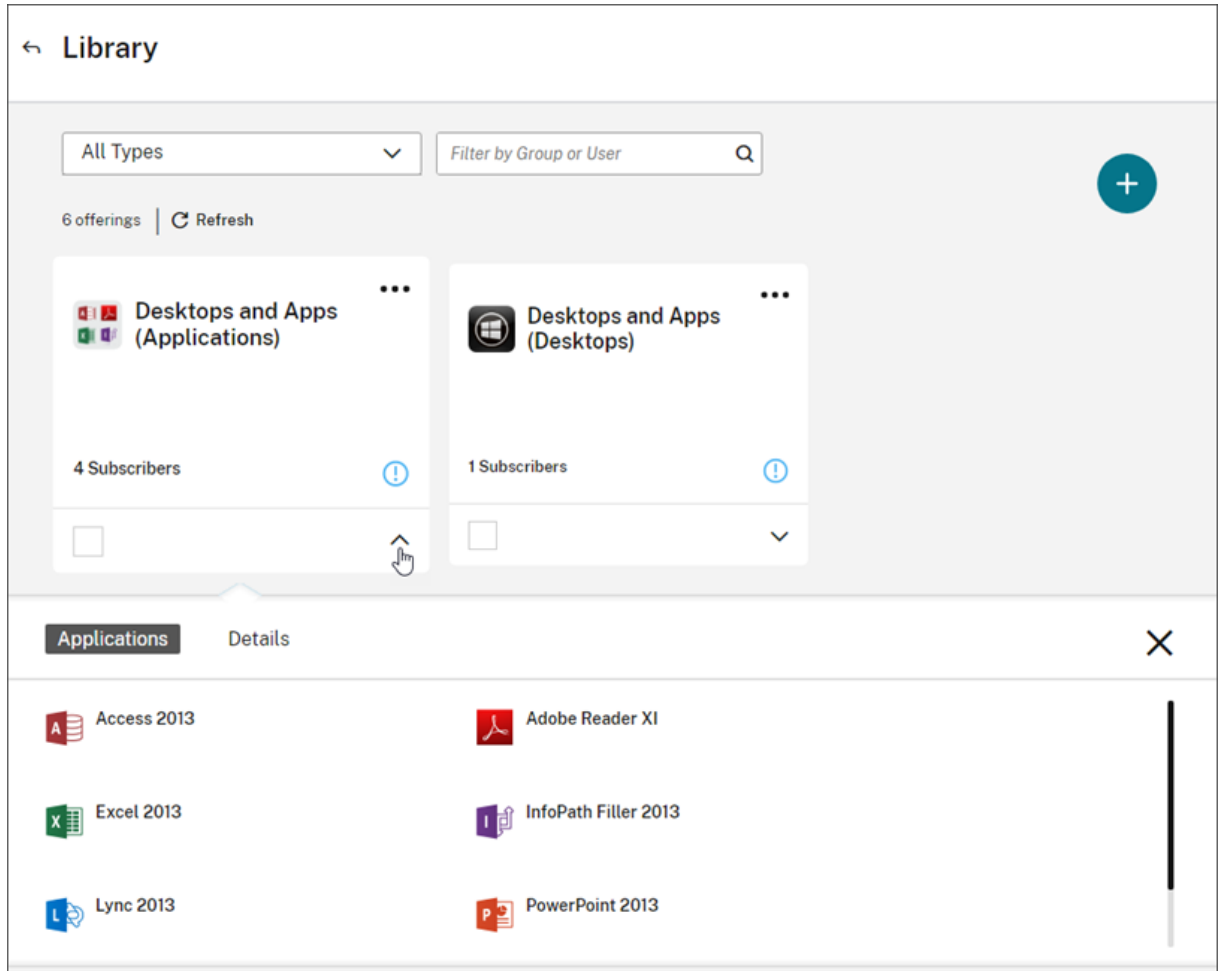 Library
All Types
Filter by Group or User
6 offerings
Refresh
Desktops and Apps
(Applications)
4 Subscribers
Desktops and Apps
(Desktops)
1 Subscribers
Applications
Details
Access 2013
Adobe Reader XI
Excel 2013
InfoPath Filler 2013
Lync 2013
PowerPoint 2013